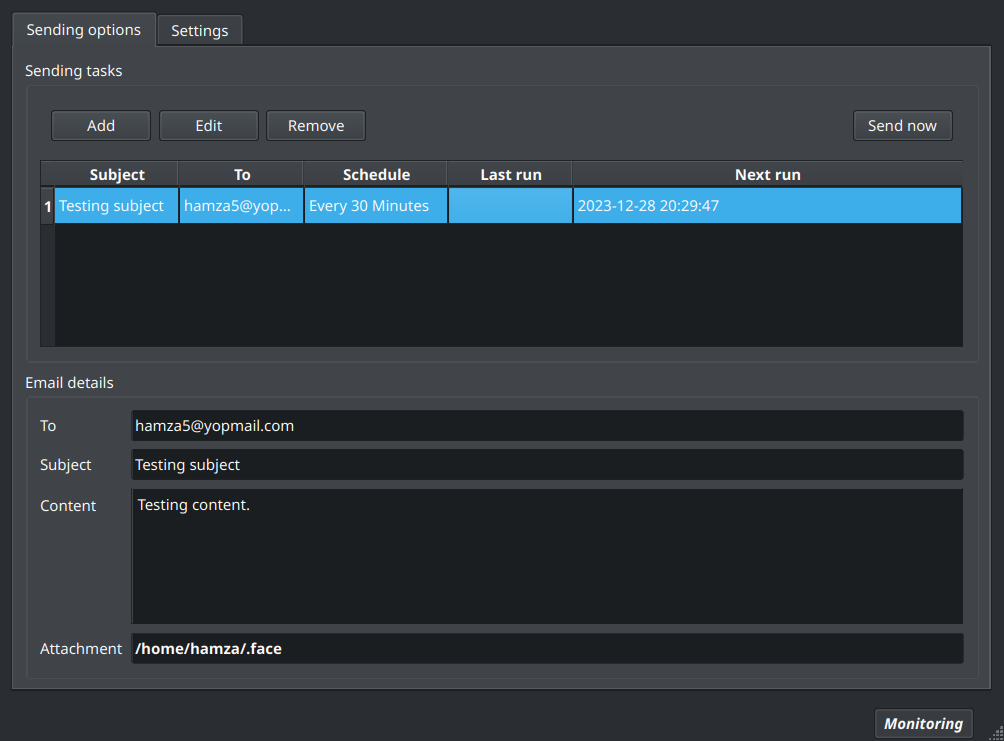 Sending options Settings
Sending tasks
Add Edit Remove Send now
Subject To Schedule Last run Next run
1 Testing subject hamza5@yop... Every 30 Minutes 2023-12-28 20:29:47
Email details
To hamza5@yopmail.com
Subject Testing subject
Content Testing content.
Attachment /home/hamza/.face
Monitoring